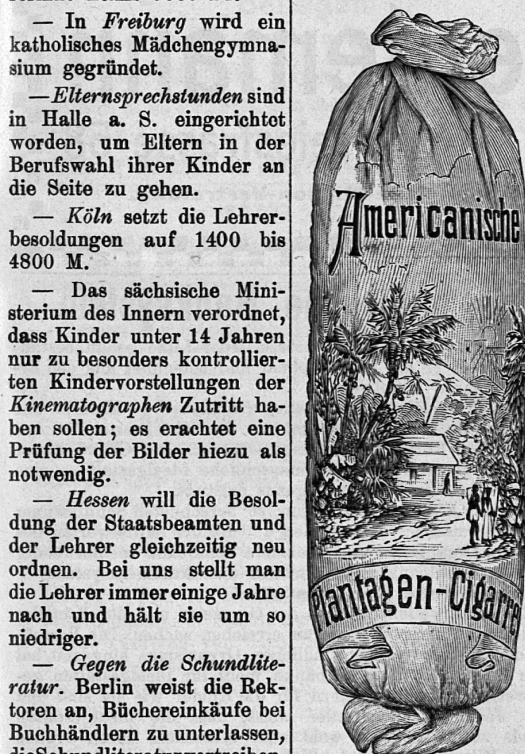 — In Freiburg wird ein
katholisches Mädchengymna-
sium gegründet.
—Elternsprechstunden sind
in Halle a. S. eingerichtet
worden, um Eltern in der
Berufswahl ihrer Kinder an
die Seite zu gehen.
— Köln setzt die Lehrer-
besoldungen auf 1400 bis
4800 M.
— Das sächsische Mini-
sterium des Innern verordnet,
dass Kinder unter 14 Jahren
nur zu besonders kontrollier-
ten Kindervorstellungen der
Kinematographen Zutritt ha-
ben sollen; es erachtet eine
Prüfung der Bilder hiezu als
notwendig.
— Hessen will die Besol-
dung der Staatsbeamten und
der Lehrer gleichzeitig neu
ordnen. Bei uns stellt man
die Lehrer immer einige Jahre
nach und hält sie um so
niedriger.
— Gegen die Schundlite-
ratur. Berlin weist die Rek-
toren an, Büchereinkäufe bei
Buchhändlern zu unterlassen,
die Schundliteratur vertreiben.
Americanische
Plantagen-Cigarre